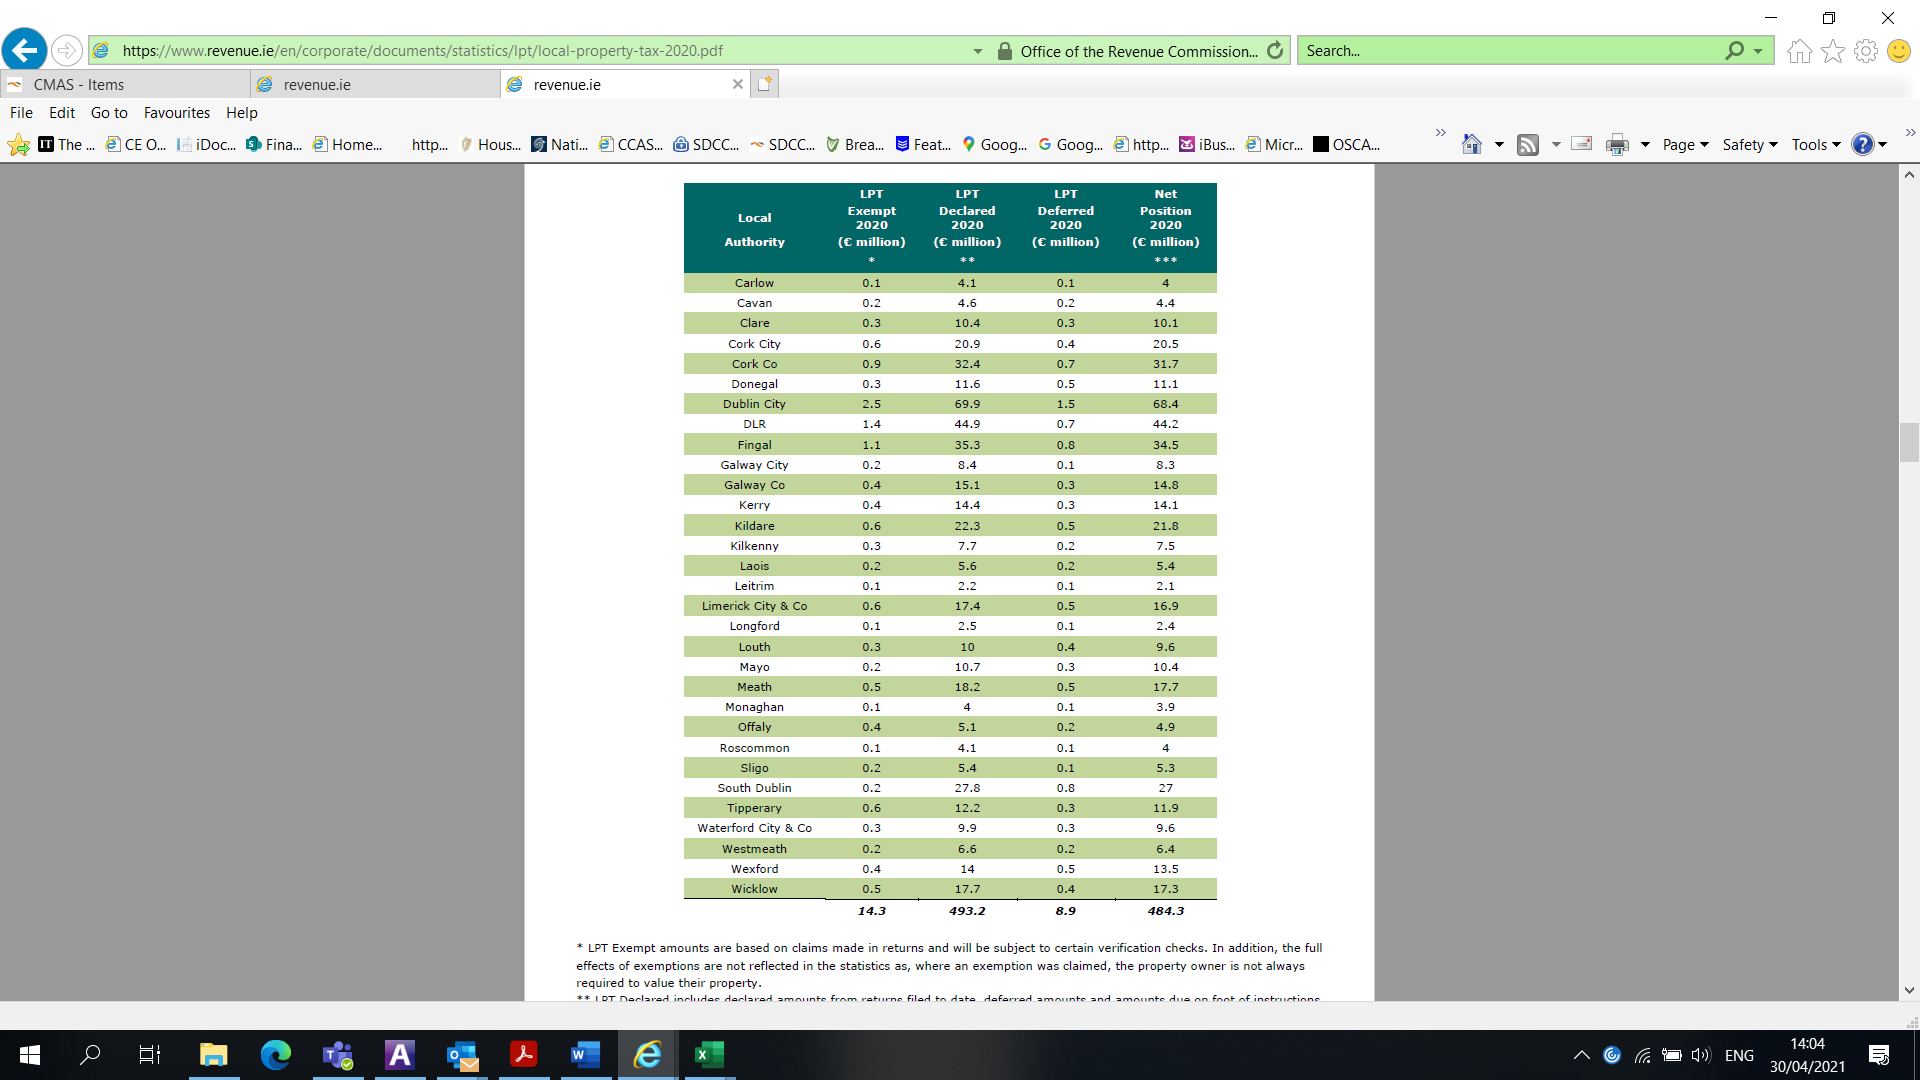 https://www.revenue.ie/en/corporate/documents/statistics/lpt/local-property-tax-2020.pdf
Office of the Revenue Commission...
Search...
CMAS - Items
revenue.ie
revenue.ie
File Edit Go to Favourites Help
The ... CE O... iDoc... Fina... Home... http... Hous... Nati... CCAS... SDCC... SDCC... Brea... Feat... Goog... Goog... http... iBus... Micr... OSCA... Page Safety Tools
Local Authority LPT Exempt 2020 (€ million) * LPT Declared 2020 (€ million) ** LPT Deferred 2020 (€ million) Net Position 2020 (€ million) ***
Carlow 0.1 4.1 0.1 4
Cavan 0.2 4.6 0.2 4.4
Clare 0.3 10.4 0.3 10.1
Cork City 0.6 20.9 0.4 20.5
Cork Co 0.9 32.4 0.7 31.7
Donegal 0.3 11.6 0.5 11.1
Dublin City 2.5 69.9 1.5 68.4
DLR 1.4 44.9 0.7 44.2
Fingal 1.1 35.3 0.8 34.5
Galway City 0.2 8.4 0.1 8.3
Galway Co 0.4 15.1 0.3 14.8
Kerry 0.4 14.4 0.3 14.1
Kildare 0.6 22.3 0.5 21.8
Kilkenny 0.3 7.7 0.2 7.5
Laois 0.2 5.6 0.2 5.4
Leitrim 0.1 2.2 0.1 2.1
Limerick City & Co 0.6 17.4 0.5 16.9
Longford 0.1 2.5 0.1 2.4
Louth 0.3 10 0.4 9.6
Mayo 0.2 10.7 0.3 10.4
Meath 0.5 18.2 0.5 17.7
Monaghan 0.1 4 0.1 3.9
Offaly 0.4 5.1 0.2 4.9
Roscommon 0.1 4.1 0.1 4
Sligo 0.2 5.4 0.1 5.3
South Dublin 0.2 27.8 0.8 27
Tipperary 0.6 12.2 0.3 11.9
Waterford City & Co 0.3 9.9 0.3 9.6
Westmeath 0.2 6.6 0.2 6.4
Wexford 0.4 14 0.5 13.5
Wicklow 0.5 17.7 0.4 17.3
14.3 493.2 8.9 484.3
* LPT Exempt amounts are based on claims made in returns and will be subject to certain verification checks. In addition, the full
effects of exemptions are not reflected in the statistics as, where an exemption was claimed, the property owner is not always
required to value their property.
** LPT Declared includes declared amounts from returns filed to date, deferred amounts and amounts due on foot of instructions
ENG
14:04
30/04/2021